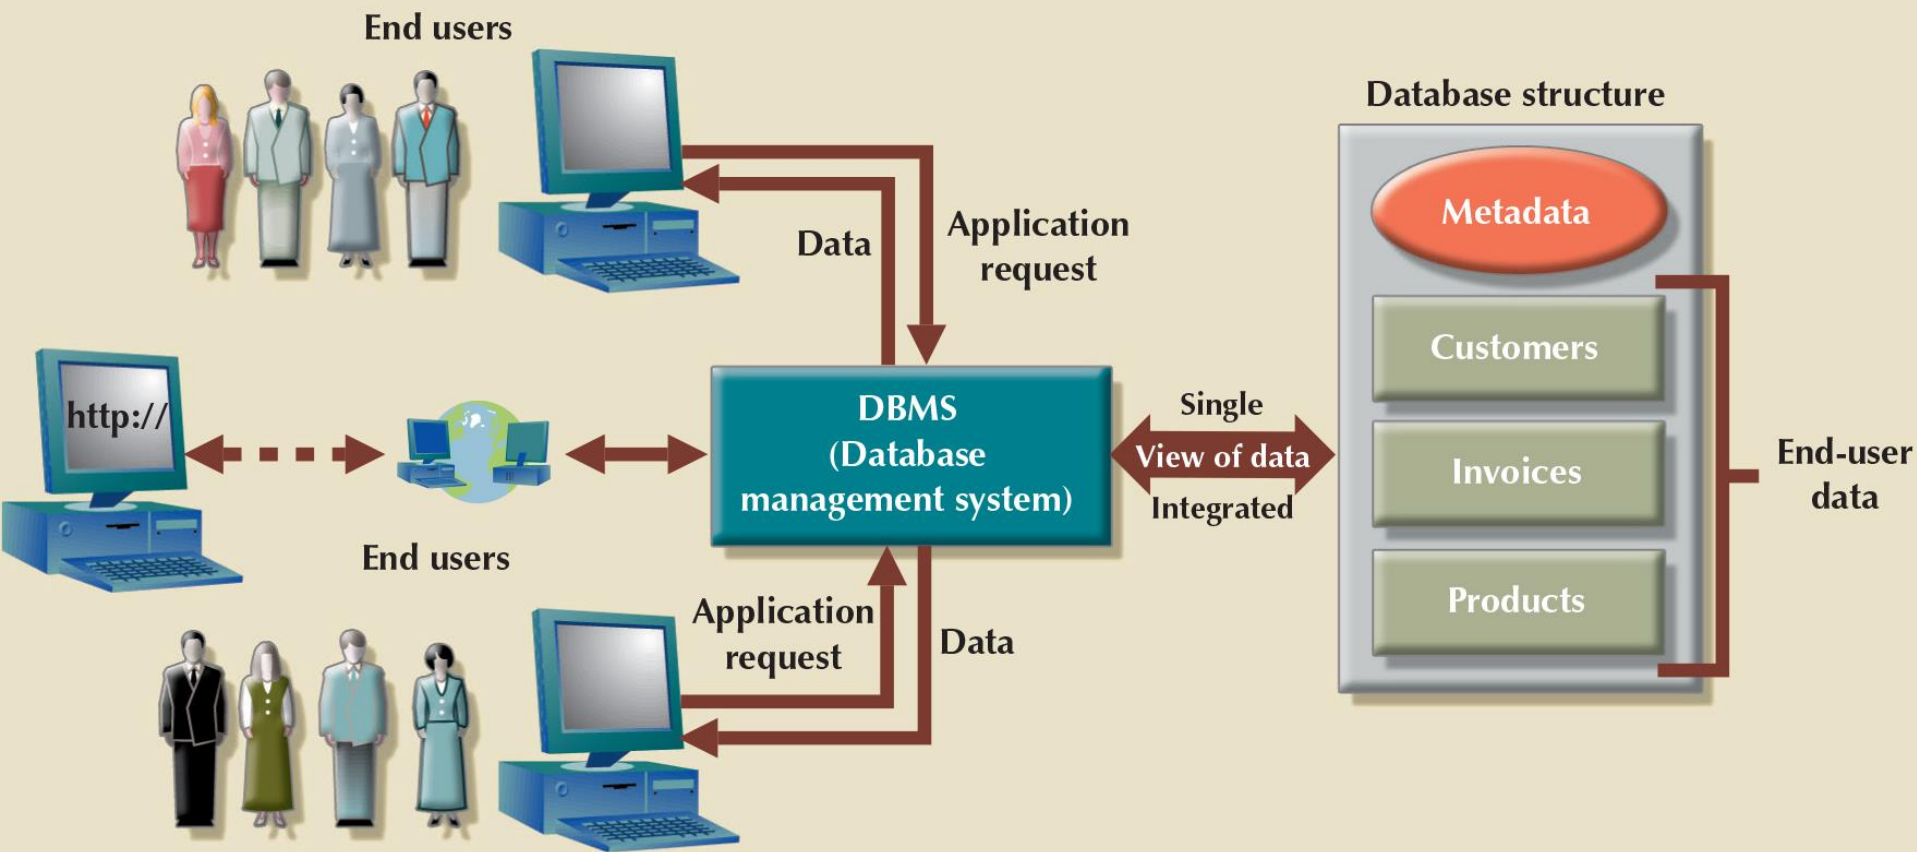 End users
Database structure
Metadata
Data
Application
request
Customers
http://
DBMS
(Database
management system)
Single
View of data
Integrated
Invoices
End-user
data
End users
Products
Application
request
Data